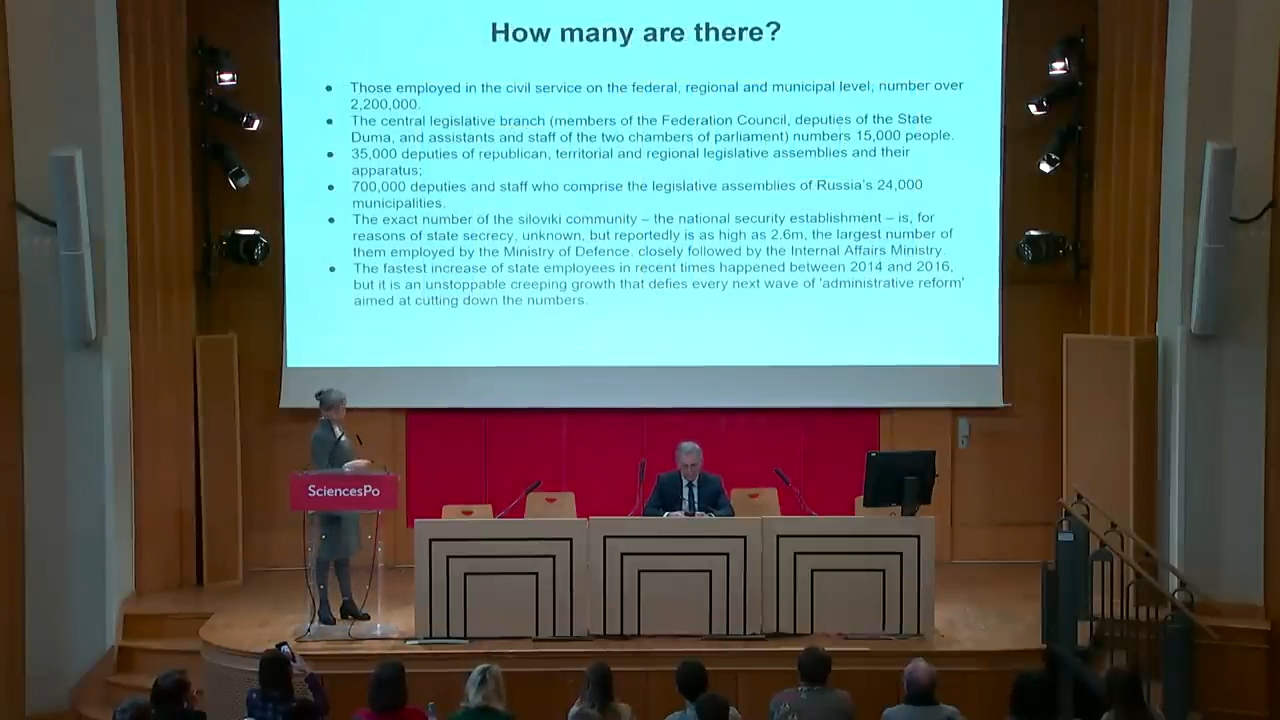 How many are there?
Those employed in the civil service on the federal, regional and municipal level, number over
2,200,000.
The central legislative branch (members of the Federation Council, deputies of the State
Duma, and assistants and staff of the two chambers of parliament) numbers 15,000 people.
35,000 deputies of republican, territorial and regional legislative assemblies and their
apparatus;
700,000 deputies and staff who comprise the legislative assemblies of Russia's 24,000
municipalities.
The exact number of the siloviki community – the national security establishment – is, for
reasons of state secrecy, unknown, but reportedly is as high as 2.6m, the largest number of
them employed by the Ministry of Defence, closely followed by the Internal Affairs Ministry.
The fastest increase of state employees in recent times happened between 2014 and 2016,
but it is an unstoppable creeping growth that defies every next wave of 'administrative reform'
aimed at cutting down the numbers.
SciencesPo